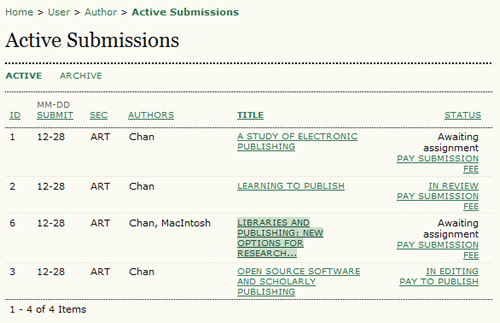 Home > User > Author > Active Submissions
Active Submissions
ACTIVE ARCHIVE
ID MM-DD SUBMIT SEC AUTHORS TITLE STATUS
1 12-28 ART Chan A STUDY OF ELECTRONIC PUBLISHING Awaiting assignment PAY SUBMISSION FEE
2 12-28 ART Chan LEARNING TO PUBLISH IN REVIEW PAY SUBMISSION FEE
6 12-28 ART Chan, MacIntosh LIBRARIES AND PUBLISHING: NEW OPTIONS FOR RESEARCH... Awaiting assignment PAY SUBMISSION FEE
3 12-28 ART Chan OPEN SOURCE SOFTWARE AND SCHOLARLY PUBLISHING IN EDITING PAY TO PUBLISH
1 - 4 of 4 Items